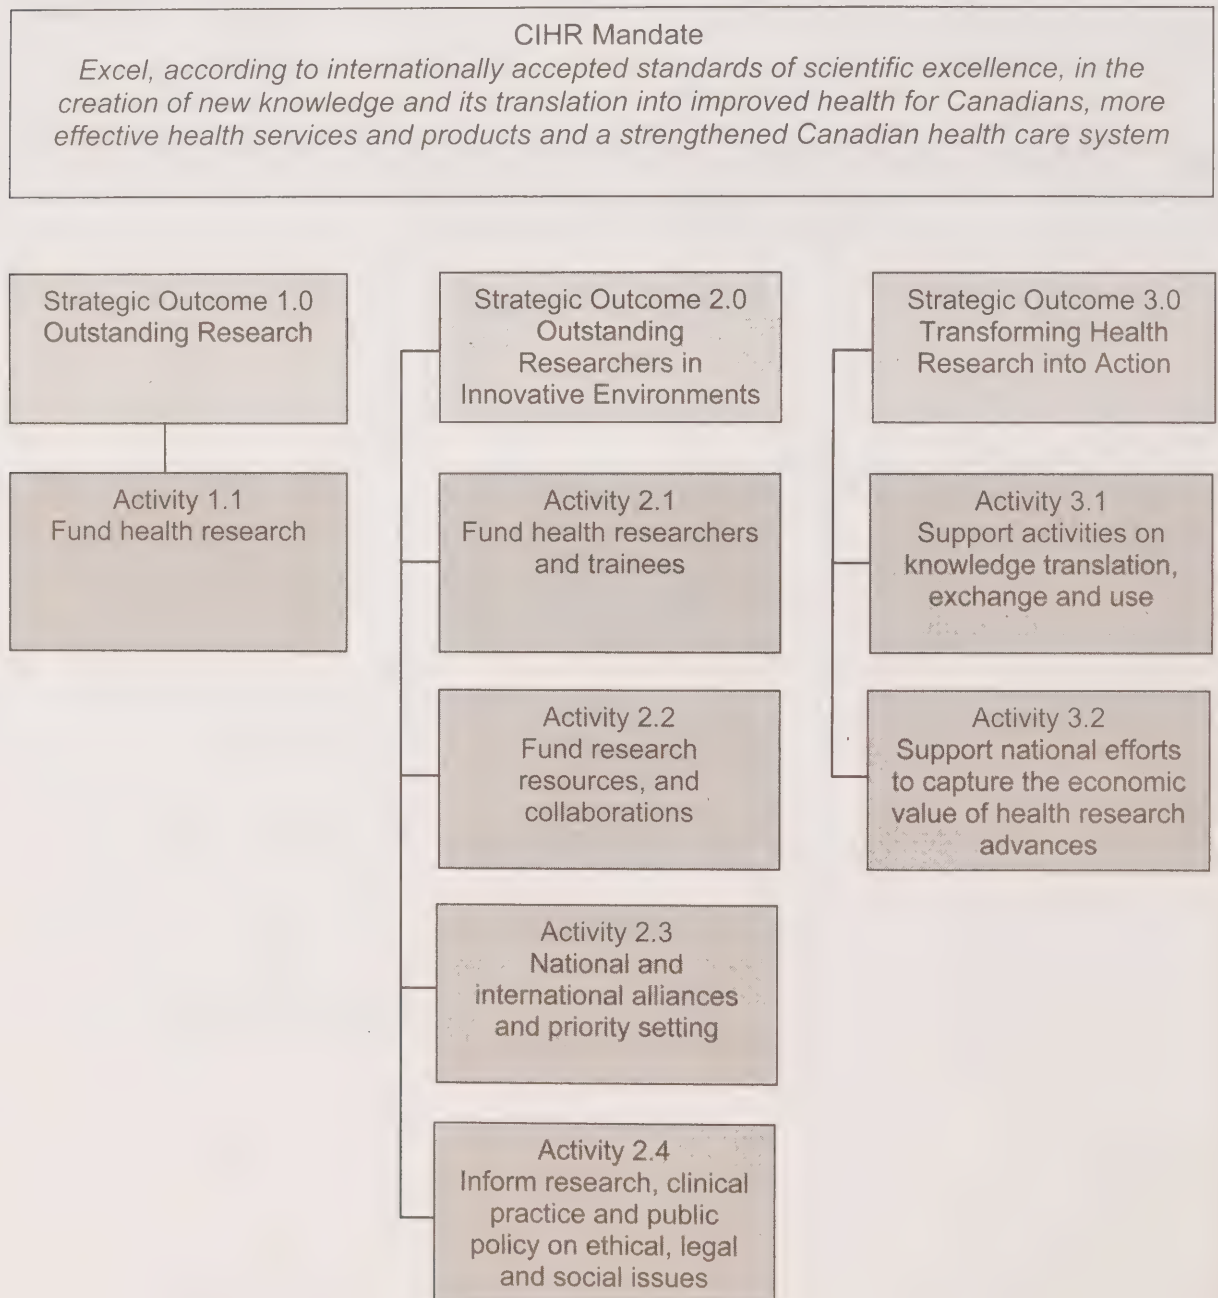 CIHR Mandate
Excel, according to internationally accepted standards of scientific excellence, in the
creation of new knowledge and its translation into improved health for Canadians, more
effective health services and products and a strengthened Canadian health care system
Strategic Outcome 1.0
Outstanding Research
Activity 1.1
Fund health research
Strategic Outcome 2.0
Outstanding
Researchers in
Innovative Environments
Activity 2.1
Fund health researchers
and trainees
Activity 2.2
Fund research
resources, and
collaborations
Activity 2.3
National and
international alliances
and priority setting
Activity 2.4
Inform research, clinical
practice and public
policy on ethical, legal
and social issues
Strategic Outcome 3.0
Transforming Health
Research into Action
Activity 3.1
Support activities on
knowledge translation,
exchange and use
Activity 3.2
Support national efforts
to capture the economic
value of health research
advances